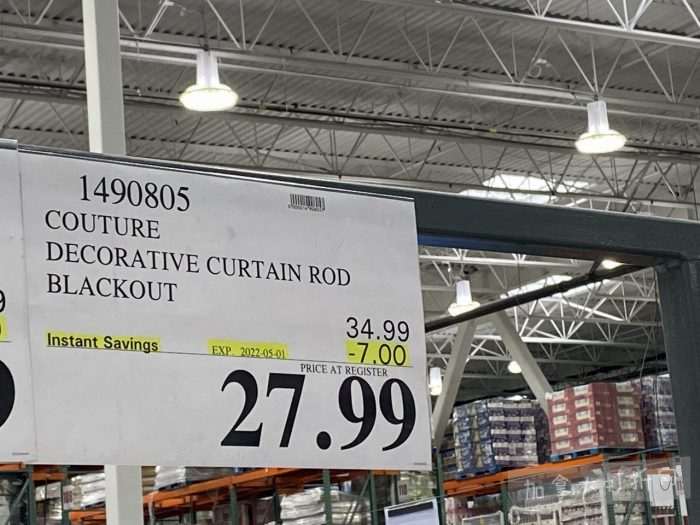 1490805
COUTURE
DECORATIVE CURTAIN ROD
BLACKOUT
34.99
Instant Savings EXP. 2022-05-01 -7.00
PRICE AT REGISTER
27.99
9